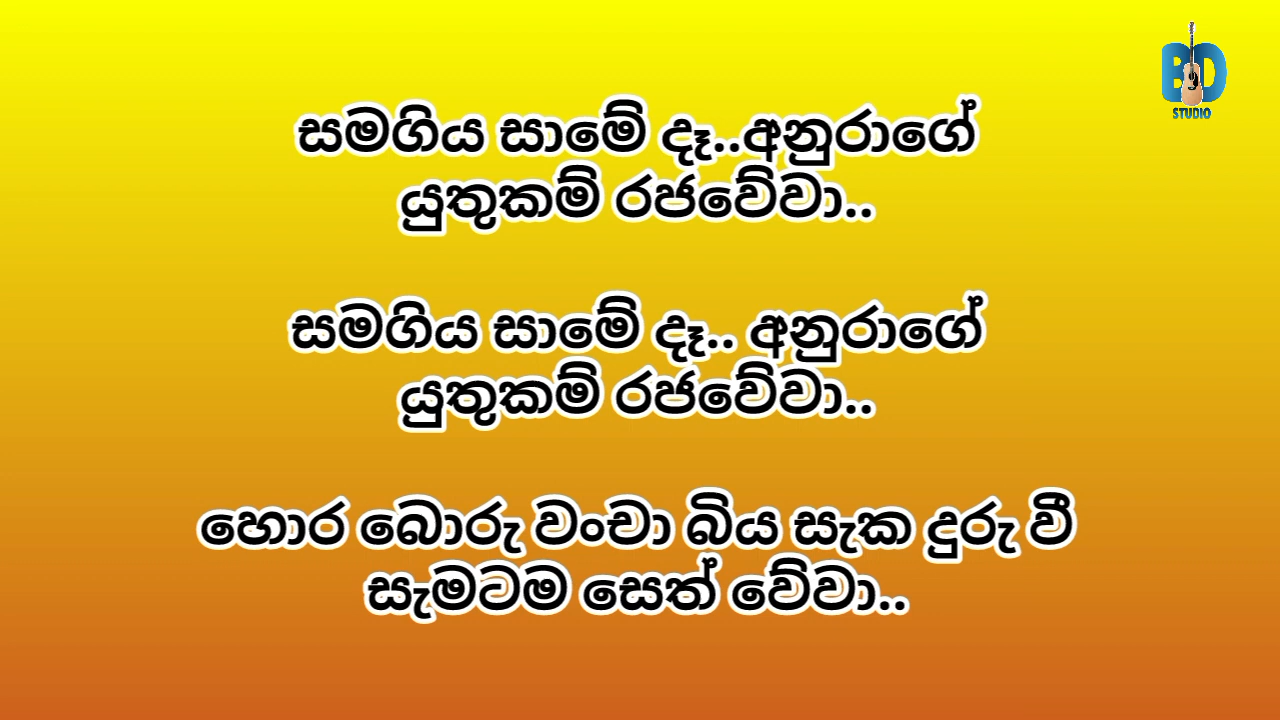 සමගිය සාමේ දෑ..අනුරාගේ
යුතුකම් රජවේවා..
සමගිය සාමේ දෑ.. අනුරාගේ
යුතුකම් රජවේවා..
හොර බොරු වංචා බිය සැක දුරු වී
සැමටම සෙත් වේවා..
BD
STUDIO